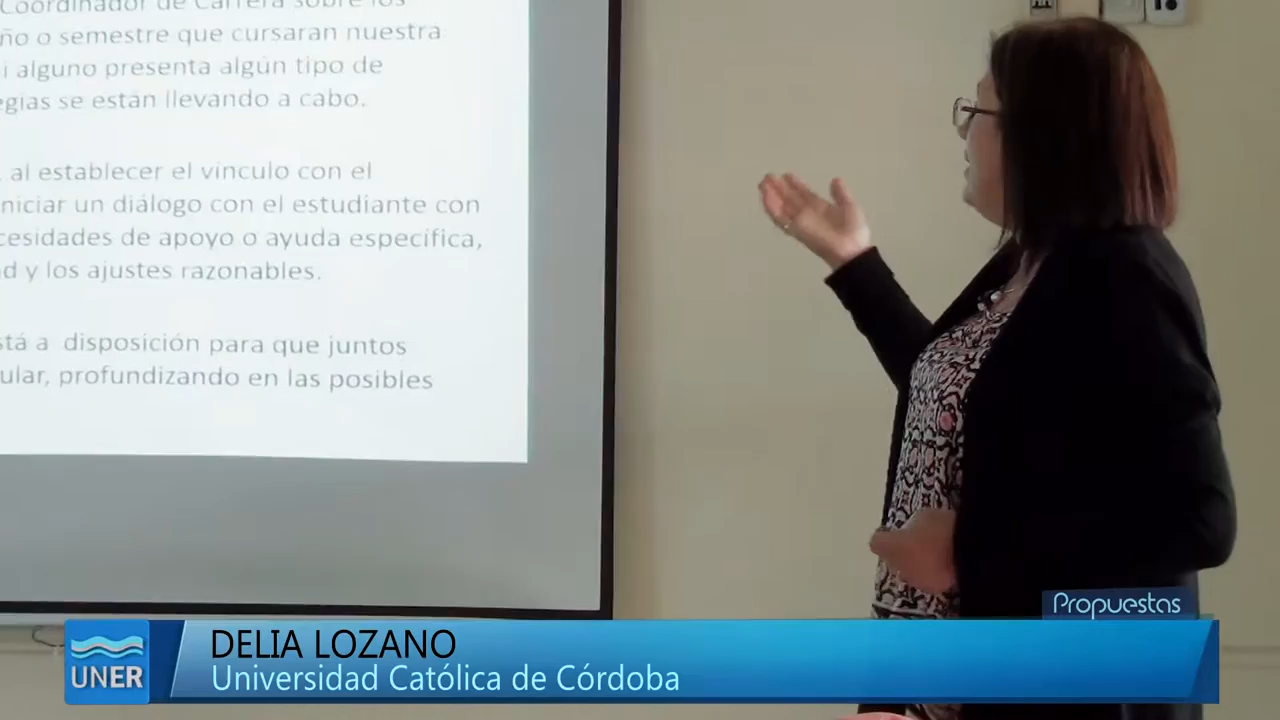 Coordinador de Carrera sobre los
ño o semestre que cursaran nuestra
i alguno presenta algún tipo de
egias se están llevando a cabo.
al establecer el vínculo con el
niciar un diálogo con el estudiante con
cesidades de apoyo o ayuda específica,
d y los ajustes razonables.
stá a disposición para que juntos
ular, profundizando en las posibles
Propuestas
UNER
DELIA LOZANO
Universidad Católica de Córdoba